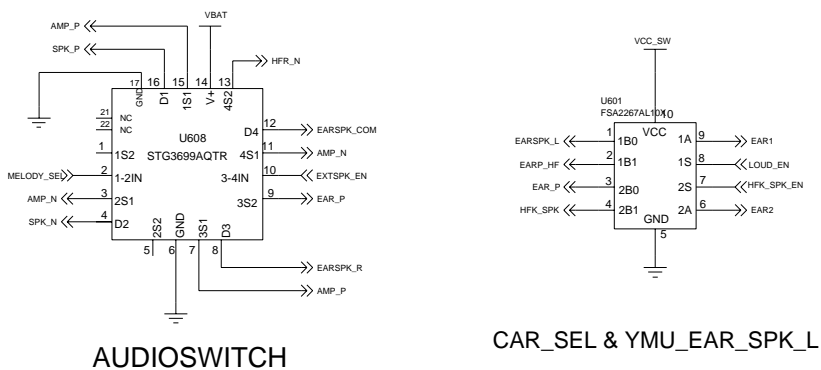 VBAT
AMP_P
SPK_P
HFR_N
17 16 15 14 13
GND D1 1S1 V+ 4S2
21 NC
22 NC
U608
STG3699AQTR
D4 12 EARSPK_COM
1 1S2
4S1 11 AMP_N
MELODY_SEL 2 1-2IN
3-4IN 10 EXTSPK_EN
AMP_N 3 2S1
3S2 9 EAR_P
SPK_N 4 D2
2S2 GND 3S1 D3
5 6 7 8
EARSPK_R
AMP_P
AUDIOSWITCH
VCC_SW
U601
FSA2267AL10X
10
VCC
EARSPK_L 1 1B0 1A 9 EAR1
EARP_HF 2 1B1 1S 8 LOUD_EN
EAR_P 3 2B0 2S 7 HFK_SPK_EN
HFK_SPK 4 2B1 2A 6 EAR2
GND
5
CAR_SEL & YMU_EAR_SPK_L